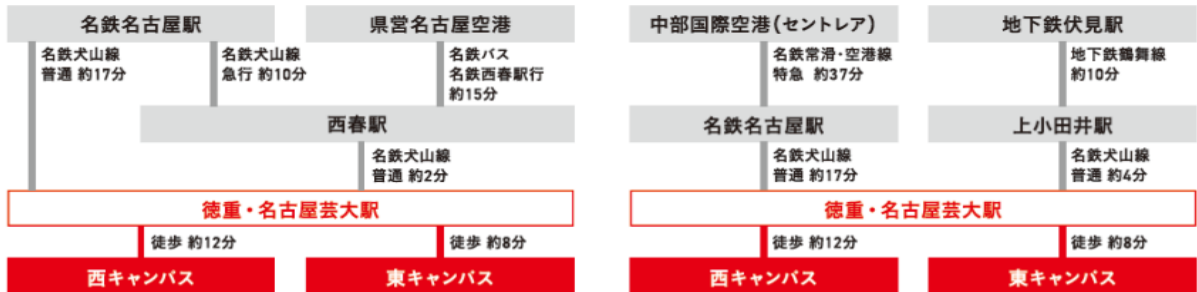 名鉄名古屋駅
県営名古屋空港
名鉄犬山線
普通 約17分
名鉄犬山線
急行 約10分
名鉄バス
名鉄西春駅行
約15分
西春駅
名鉄犬山線
普通 約2分
徳重・名古屋芸大駅
徒歩 約12分
徒歩 約8分
西キャンパス
東キャンパス
中部国際空港(セントレア)
地下鉄伏見駅
名鉄常滑・空港線
特急 約37分
地下鉄鶴舞線
約10分
名鉄名古屋駅
上小田井駅
名鉄犬山線
普通 約17分
名鉄犬山線
普通 約4分
徳重・名古屋芸大駅
徒歩 約12分
徒歩 約8分
西キャンパス
東キャンパス